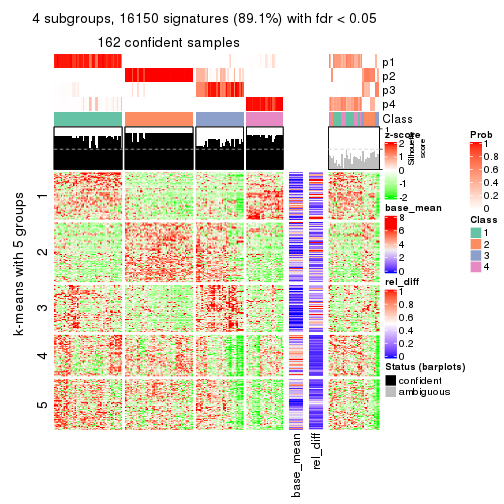 4 subgroups, 16150 signatures (89.1%) with fdr < 0.05
162 confident samples
p1
p2
p3
p4
Class
1
Silhouette
score
k-means with 5 groups
1
2
3
4
5
base_mean
rel_diff
z-score
2
1
0
-1
-2
base_mean
8
6
4
2
0
rel_diff
1
0.8
0.6
0.4
0.2
0
Status (barplots)
confident
ambiguous
Prob
1
0.8
0.6
0.4
0.2
0
Class
1
2
3
4